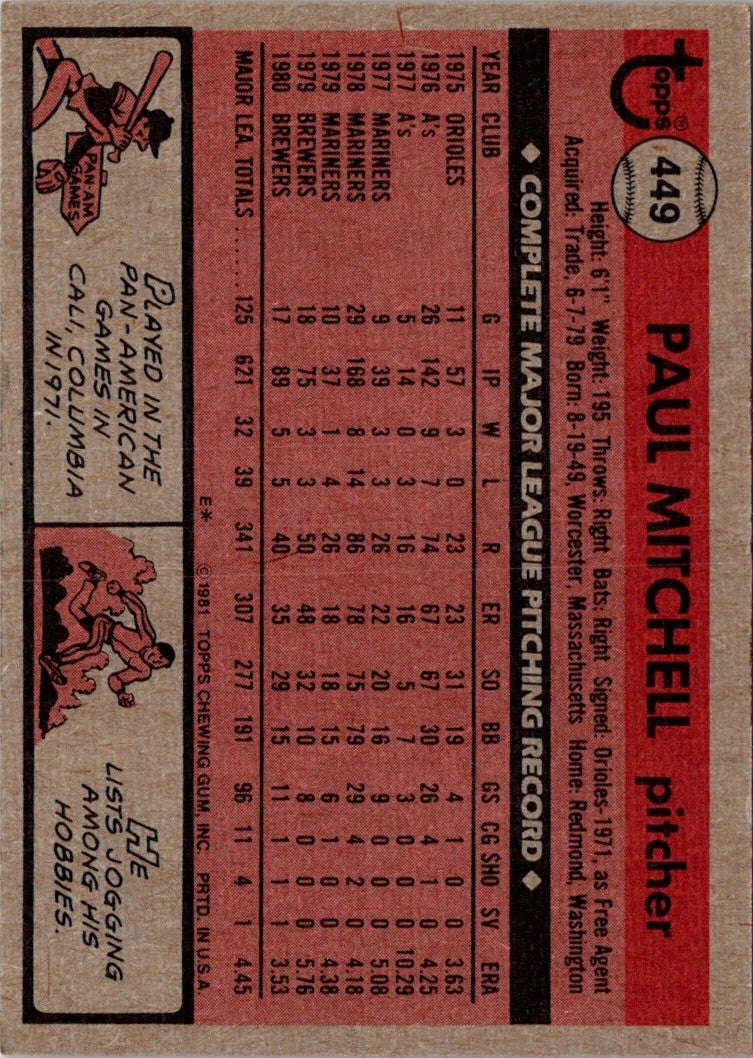 topps®
449
PAUL MITCHELL pitcher
Height: 6'1" Weight: 195 Throws: Right Bats: Right Signed: Orioles-1971, as Free Agent
Acquired: Trade, 6-7-79 Born: 8-19-49, Worcester, Massachusetts Home: Redmond, Washington
◆ COMPLETE MAJOR LEAGUE PITCHING RECORD ◆
YEAR CLUB G IP W L R ER SO BB GS CG SHO SV ERA
1975 ORIOLES 11 57 3 0 23 23 31 19 4 1 0 0 3.63
1976 A's 26 142 9 7 74 67 67 30 26 4 1 0 4.25
1977 A's 5 14 0 3 16 16 5 7 3 0 0 0 10.29
1977 MARINERS 9 39 3 3 26 22 20 16 9 0 0 0 5.08
1978 MARINERS 29 168 8 14 86 78 75 79 29 4 2 0 4.18
1979 MARINERS 10 37 1 4 26 18 18 15 6 1 0 0 4.38
1979 BREWERS 18 75 3 3 50 48 32 10 8 0 0 0 5.76
1980 BREWERS 17 89 5 5 40 35 29 15 11 1 1 1 3.53
MAJOR LEA. TOTALS...... 125 621 32 39 341 307 277 191 96 11 4 1 4.45
E* © 1981 TOPPS CHEWING GUM, INC. PRTD. IN U.S.A.
PAN-AM
GAMES
PLAYED IN THE
PAN-AMERICAN
GAMES IN
CALI, COLUMBIA
IN 1971.
HE
LISTS JOGGING
AMONG HIS
HOBBIES.